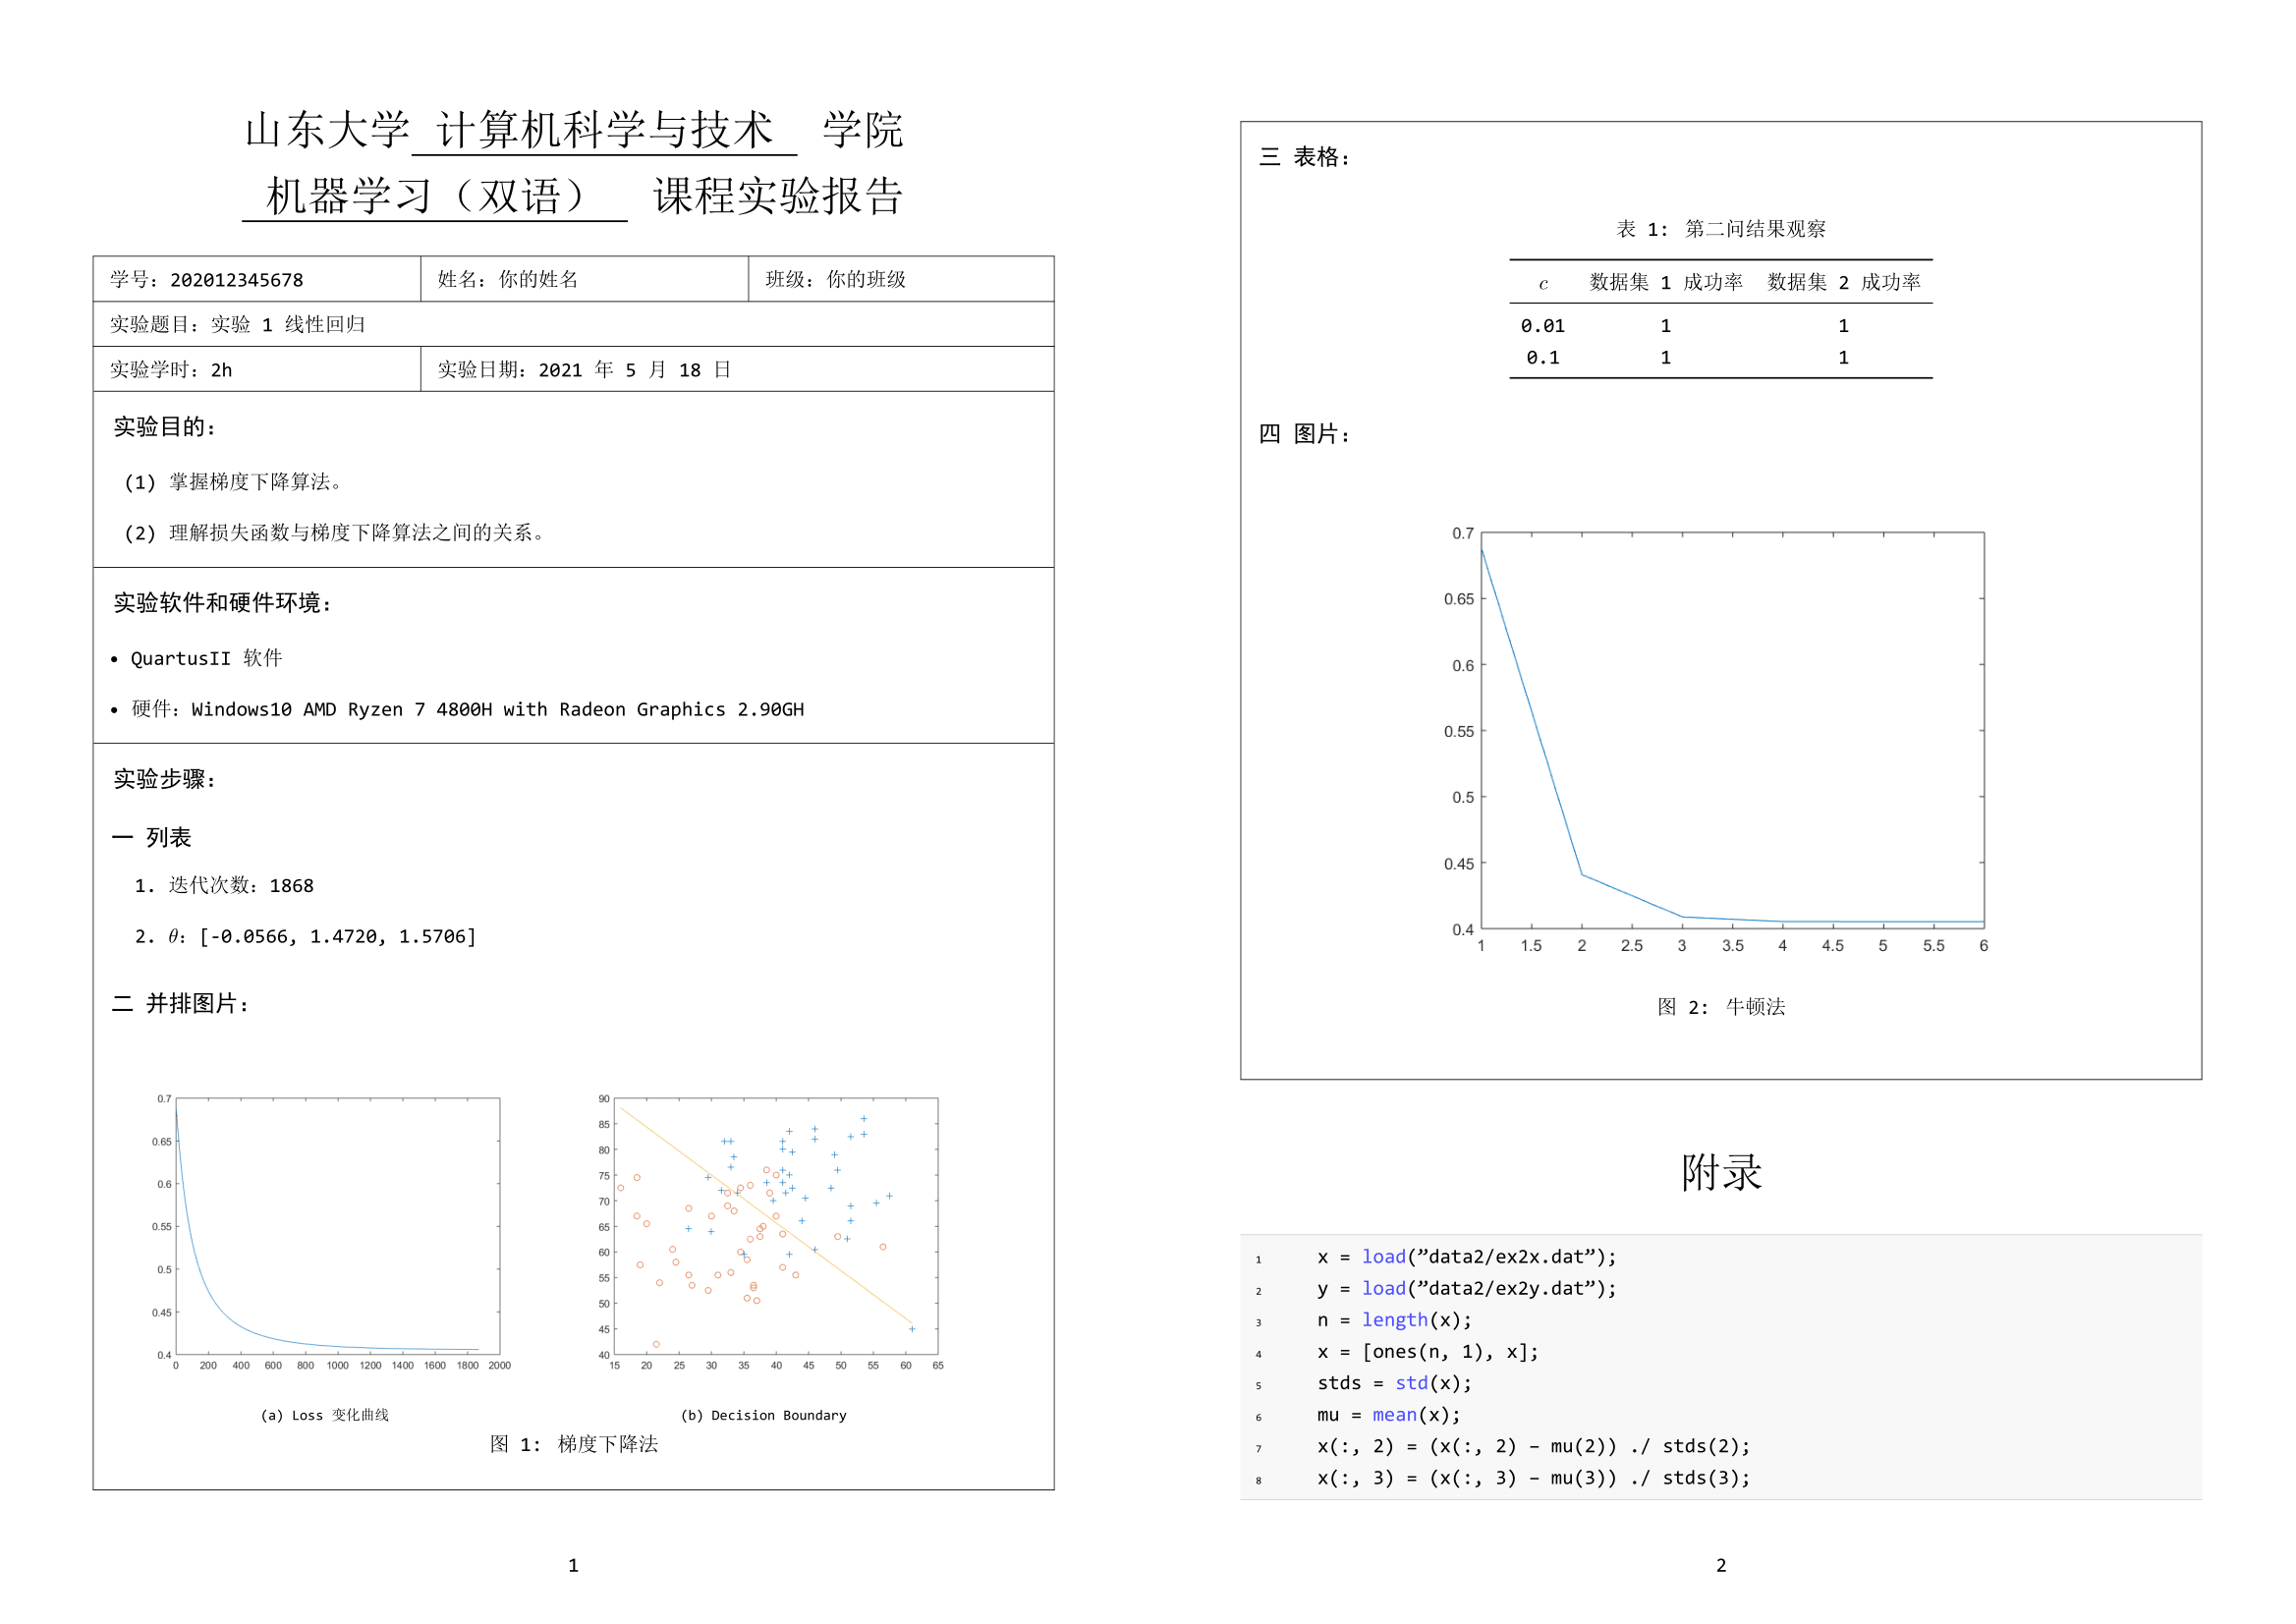 山东大学 计算机科学与技术 学院
机器学习（双语） 课程实验报告
学号：202012345678 姓名：你的姓名 班级：你的班级
实验题目：实验 1 线性回归
实验学时：2h 实验日期：2021 年 5 月 18 日
实验目的：
(1) 掌握梯度下降算法。
(2) 理解损失函数与梯度下降算法之间的关系。
实验软件和硬件环境：
• QuartusII 软件
• 硬件：Windows10 AMD Ryzen 7 4800H with Radeon Graphics 2.90GH
实验步骤：
一 列表
1. 迭代次数：1868
2. θ：[-0.0566, 1.4720, 1.5706]
二 并排图片：
0.7
0.65
0.6
0.55
0.5
0.45
0.4
0 200 400 600 800 1000 1200 1400 1600 1800 2000
(a) Loss 变化曲线
90
85
80
75
70
65
60
55
50
45
40
15 20 25 30 35 40 45 50 55 60 65
(b) Decision Boundary
图 1: 梯度下降法
1
三 表格：
表 1: 第二问结果观察
c 数据集 1 成功率 数据集 2 成功率
0.01 1 1
0.1 1 1
四 图片：
0.7
0.65
0.6
0.55
0.5
0.45
0.4
1 1.5 2 2.5 3 3.5 4 4.5 5 5.5 6
图 2: 牛顿法
附录
1 x = load(”data2/ex2x.dat”);
2 y = load(”data2/ex2y.dat”);
3 n = length(x);
4 x = [ones(n, 1), x];
5 stds = std(x);
6 mu = mean(x);
7 x(:, 2) = (x(:, 2) − mu(2)) ./ stds(2);
8 x(:, 3) = (x(:, 3) − mu(3)) ./ stds(3);
2